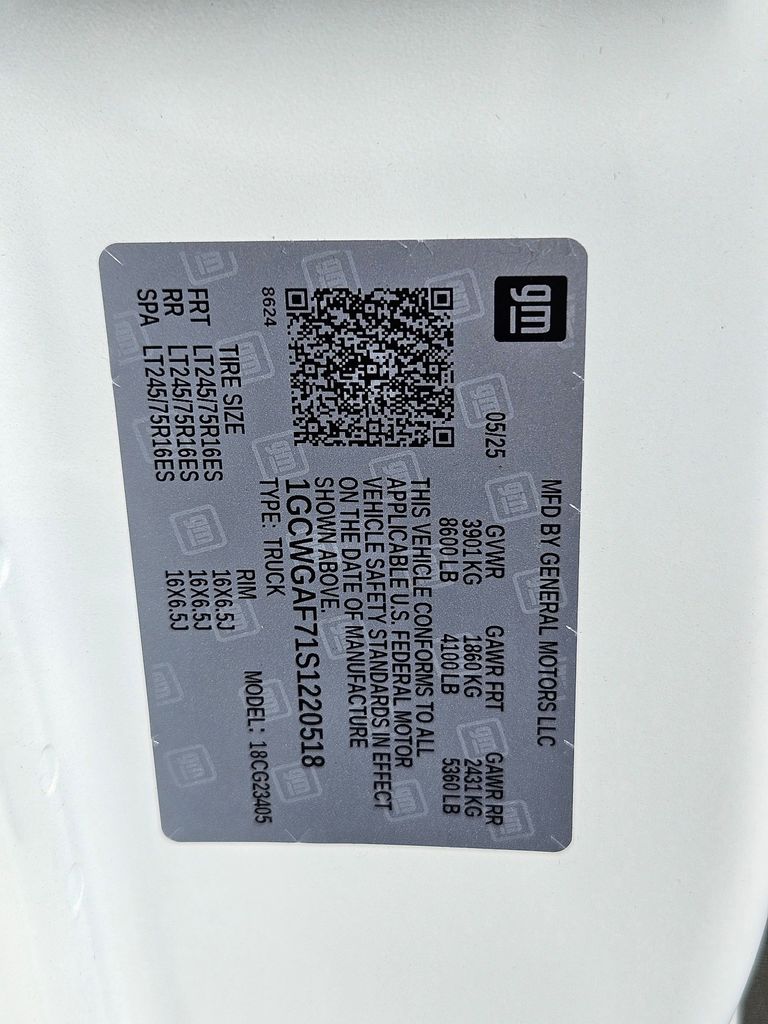 gm
MFD BY GENERAL MOTORS LLC
05/25
GVWR GAWR FRT GAWR RR
3901 KG 1860 KG 2431 KG
8600 LB 4100 LB 5360 LB
THIS VEHICLE CONFORMS TO ALL
APPLICABLE U.S. FEDERAL MOTOR
VEHICLE SAFETY STANDARDS IN EFFECT
ON THE DATE OF MANUFACTURE
SHOWN ABOVE.
1GCWGAF71S1220518
8624
TYPE: TRUCK MODEL: 18CG23405
TIRE SIZE RIM
FRT LT245/75R16ES 16X6.5J
RR LT245/75R16ES 16X6.5J
SPA LT245/75R16ES 16X6.5J